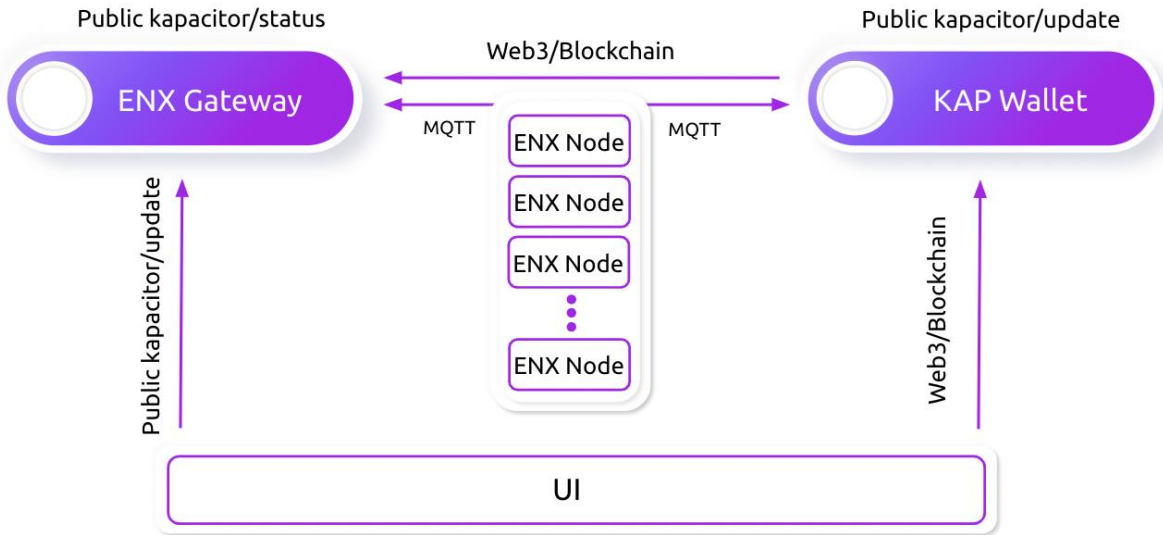 Public kapacitor/status
Public kapacitor/update
Web3/Blockchain
ENX Gateway
KAP Wallet
MQTT
MQTT
ENX Node
ENX Node
ENX Node
ENX Node
Public kapacitor/update
Web3/Blockchain
UI